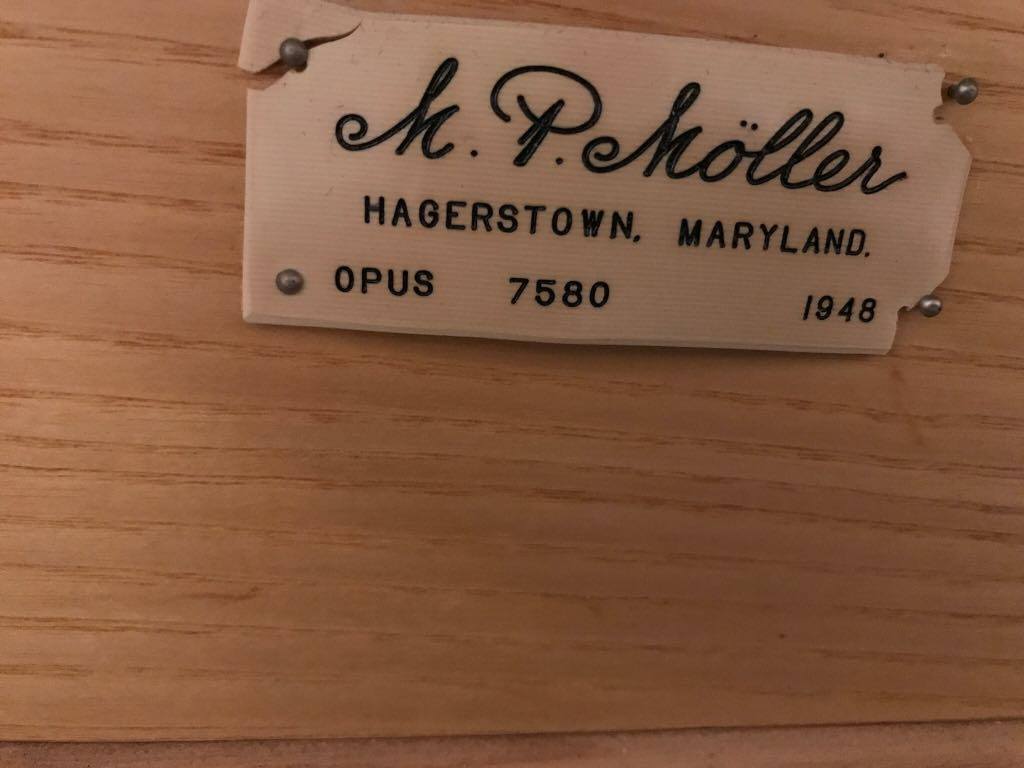 M. P. Möller
HAGERSTOWN, MARYLAND.
OPUS 7580 1948